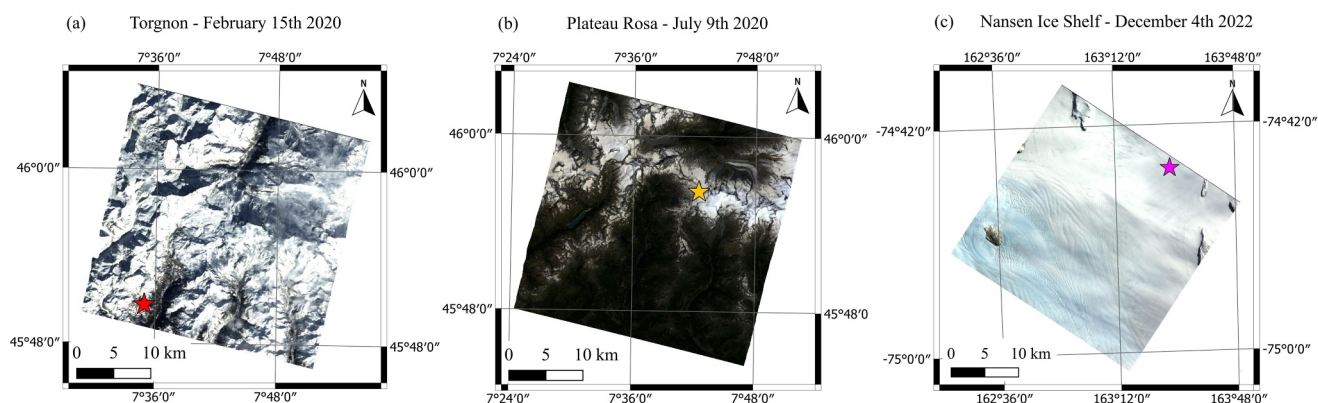 (a) Torgnon - February 15th 2020
7°36′0″ 7°48′0″
N
46°0′0″ 46°0′0″
45°48′0″ 45°48′0″
0 5 10 km
7°36′0″ 7°48′0″
(b) Plateau Rosa - July 9th 2020
7°24′0″ 7°36′0″ 7°48′0″
N
46°0′0″ 46°0′0″
45°48′0″ 45°48′0
0 5 10 km
7°24′0″ 7°36′0″ 7°48′0″
(c) Nansen Ice Shelf - December 4th 2022
162°36′0″ 163°12′0″ 163°48′0″
N
-74°42′0″ -74°42′0″
-75°0′0″ -75°0′0″
0 5 10 km
162°36′0″ 163°12′0″ 163°48′0″